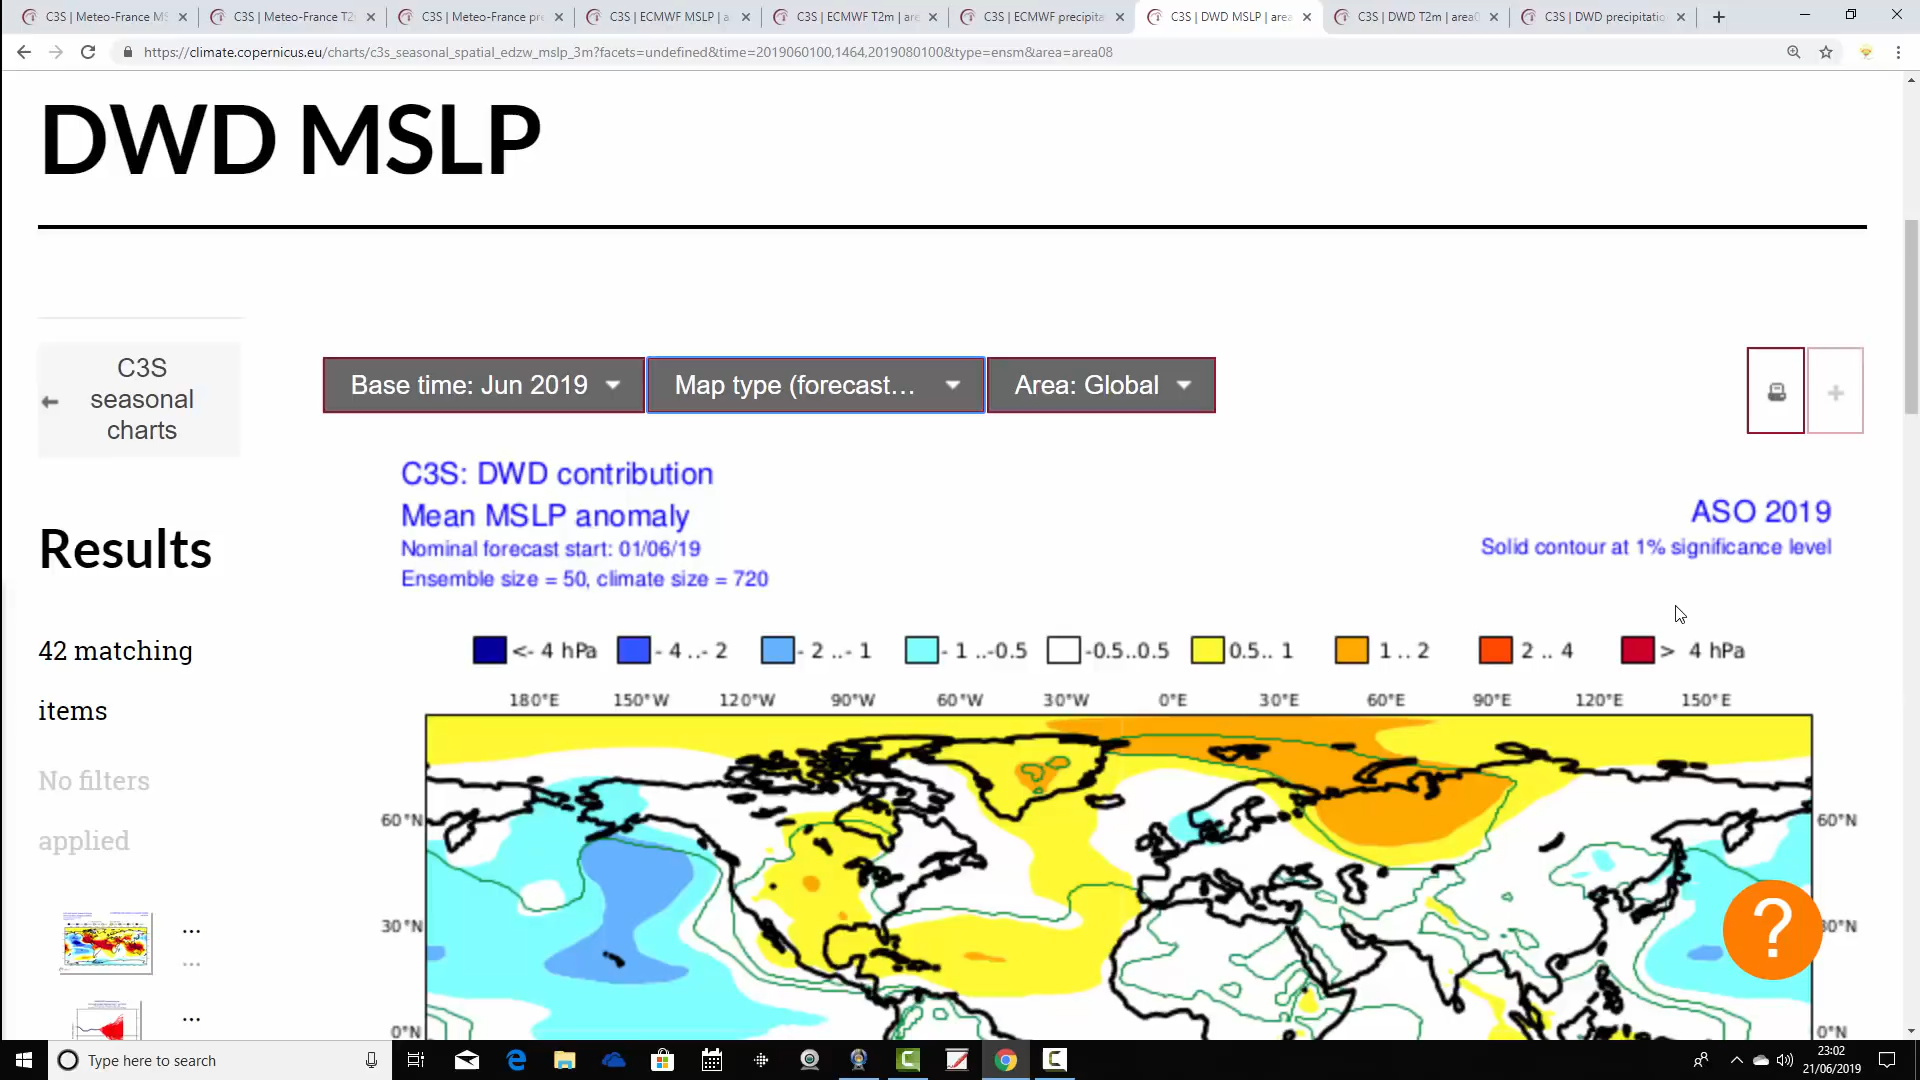 C3S | Meteo-France MS
C3S | Meteo-France T2
C3S | Meteo-France pre
C3S | ECMWF MSLP | a
C3S | ECMWF T2m | are
C3S | ECMWF precipita
C3S | DWD MSLP | area
C3S | DWD T2m | area0
C3S | DWD precipitatio
https://climate.copernicus.eu/charts/c3s_seasonal_spatial_edzw_mslp_3m?facets=undefined&time=2019060100,1464,2019080100&type=ensm&area=area08
DWD MSLP
C3S
seasonal
charts
Base time: Jun 2019
Map type (forecast...
Area: Global
C3S: DWD contribution
Mean MSLP anomaly
Nominal forecast start: 01/06/19
Ensemble size = 50, climate size = 720
ASO 2019
Solid contour at 1% significance level
Results
42 matching
items
No filters
applied
...
...
...
<- 4 hPa
- 4 ..- 2
- 2 ..- 1
- 1 ..-0.5
-0.5..0.5
0.5.. 1
1 .. 2
2 .. 4
> 4 hPa
180°E 150°W 120°W 90°W 60°W 30°W 0°E 30°E 60°E 90°E 120°E 150°E
60°N 60°N
30°N 30°N
0°N 0°N
?
Type here to search
23:02
21/06/2019